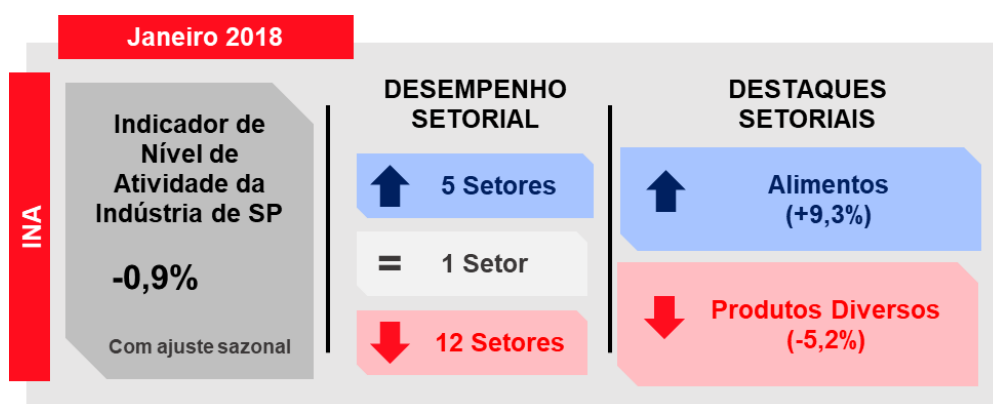 Janeiro 2018
INA
Indicador de
Nível de
Atividade da
Indústria de SP
-0,9%
Com ajuste sazonal
DESEMPENHO
SETORIAL
5 Setores
= 1 Setor
12 Setores
DESTAQUES
SETORIAIS
Alimentos
(+9,3%)
Produtos Diversos
(-5,2%)